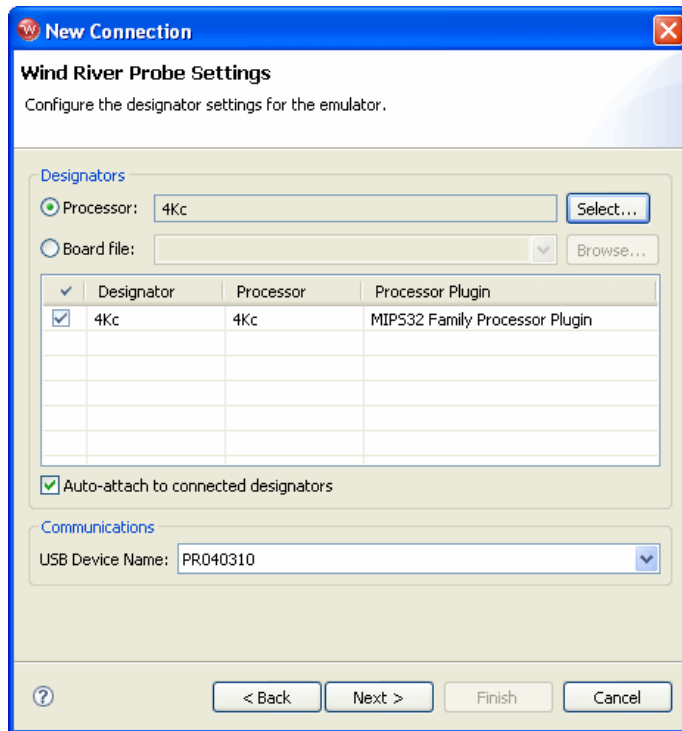 New Connection
Wind River Probe Settings
Configure the designator settings for the emulator.
Designators
Processor: 4Kc Select...
Board file: Browse...
Designator Processor Processor Plugin
4Kc 4Kc MIPS32 Family Processor Plugin
Auto-attach to connected designators
Communications
USB Device Name: PR040310
? < Back Next > Finish Cancel